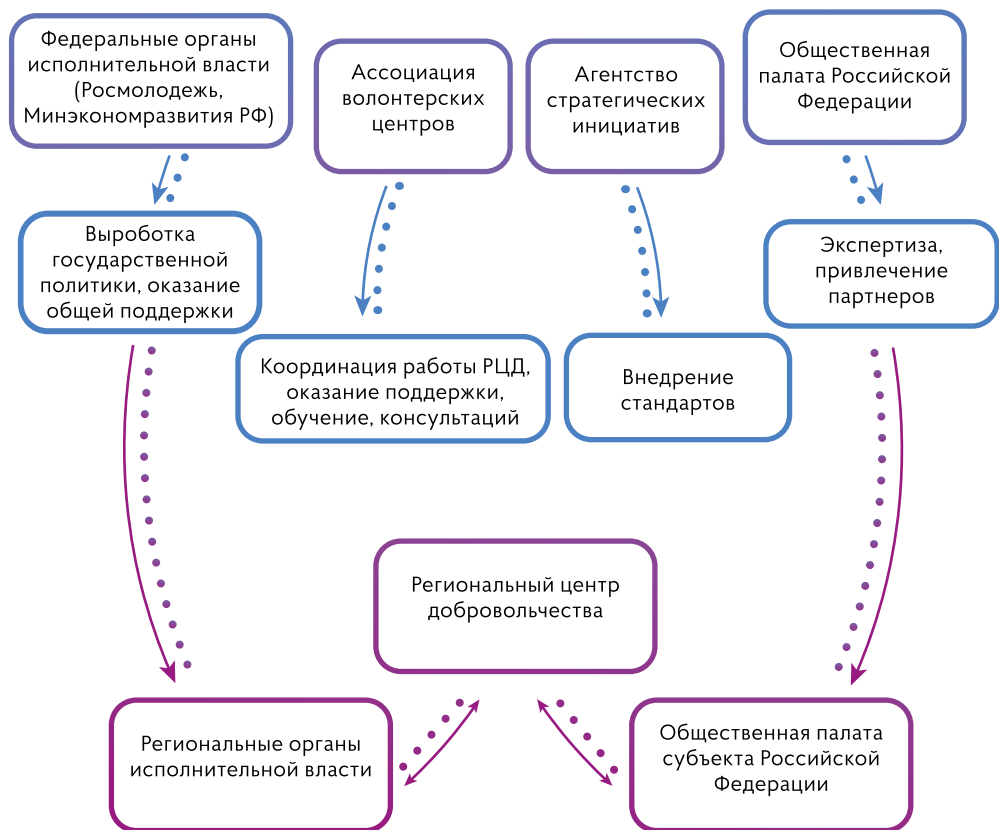 Федеральные органы
исполнительной власти
(Росмолодежь,
Минэкономразвития РФ)
Ассоциация
волонтерских
центров
Агентство
стратегических
инициатив
Общественная
палата Российской
Федерации
Выроботка
государственной
политики, оказание
общей поддержки
Экспертиза,
привлечение
партнеров
Координация работы РЦД,
оказание поддержки,
обучение, консультаций
Внедрение
стандартов
Региональный центр
добровольчества
Региональные органы
исполнительной власти
Общественная палата
субъекта Российской
Федерации